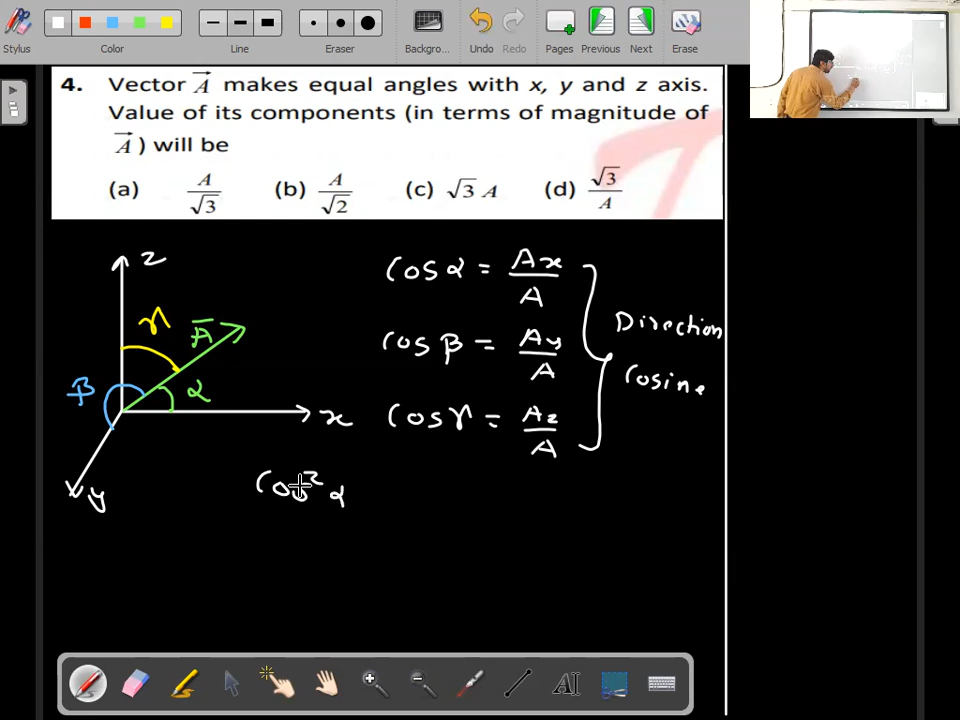 Stylus Color Line Eraser Backgro... Undo Redo Pages Previous Next Erase
4. Vector A⃗ makes equal angles with x, y and z axis.
Value of its components (in terms of magnitude of
A⃗ ) will be
(a) A/√3 (b) A/√2 (c) √3 A (d) √3/A
z
γ
A̅
β
α
x
y
Cos α = Ax/A
Cos β = Ay/A
Cos γ = Az/A
Direction
Cosine
Cos² α
AI